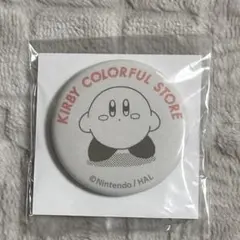 KIRBY COLORFUL STORE
©Nintendo / HAL